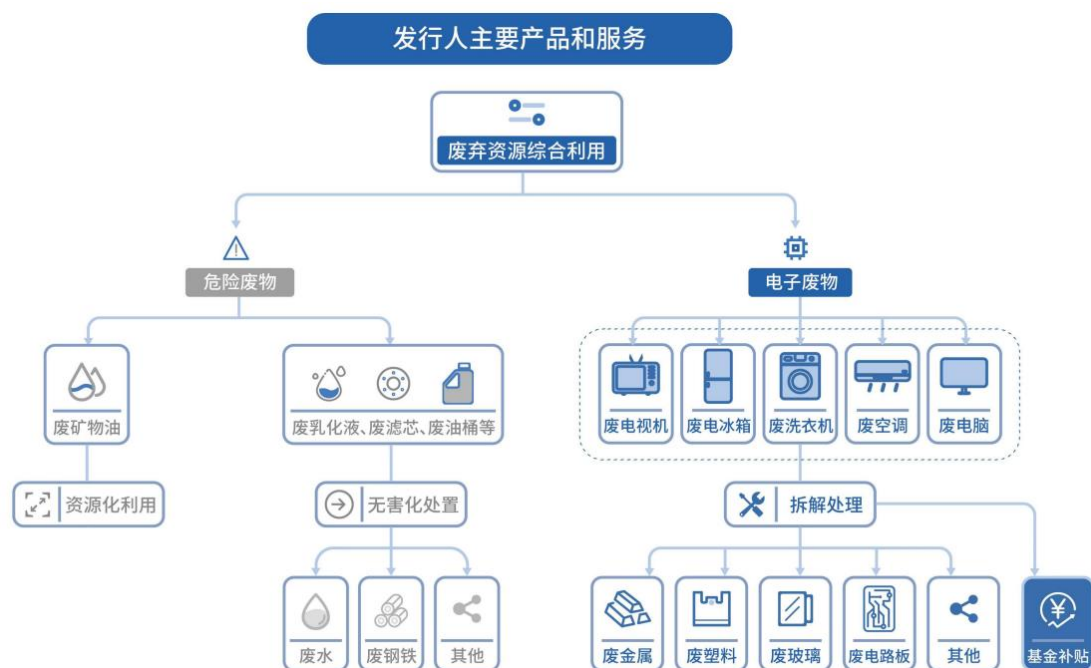 发行人主要产品和服务
废弃资源综合利用
危险废物
电子废物
废矿物油
废乳化液、废滤芯、废油桶等
废电视机
废电冰箱
废洗衣机
废空调
废电脑
资源化利用
无害化处置
拆解处理
废水
废钢铁
其他
废金属
废塑料
废玻璃
废电路板
其他
¥
基金补贴